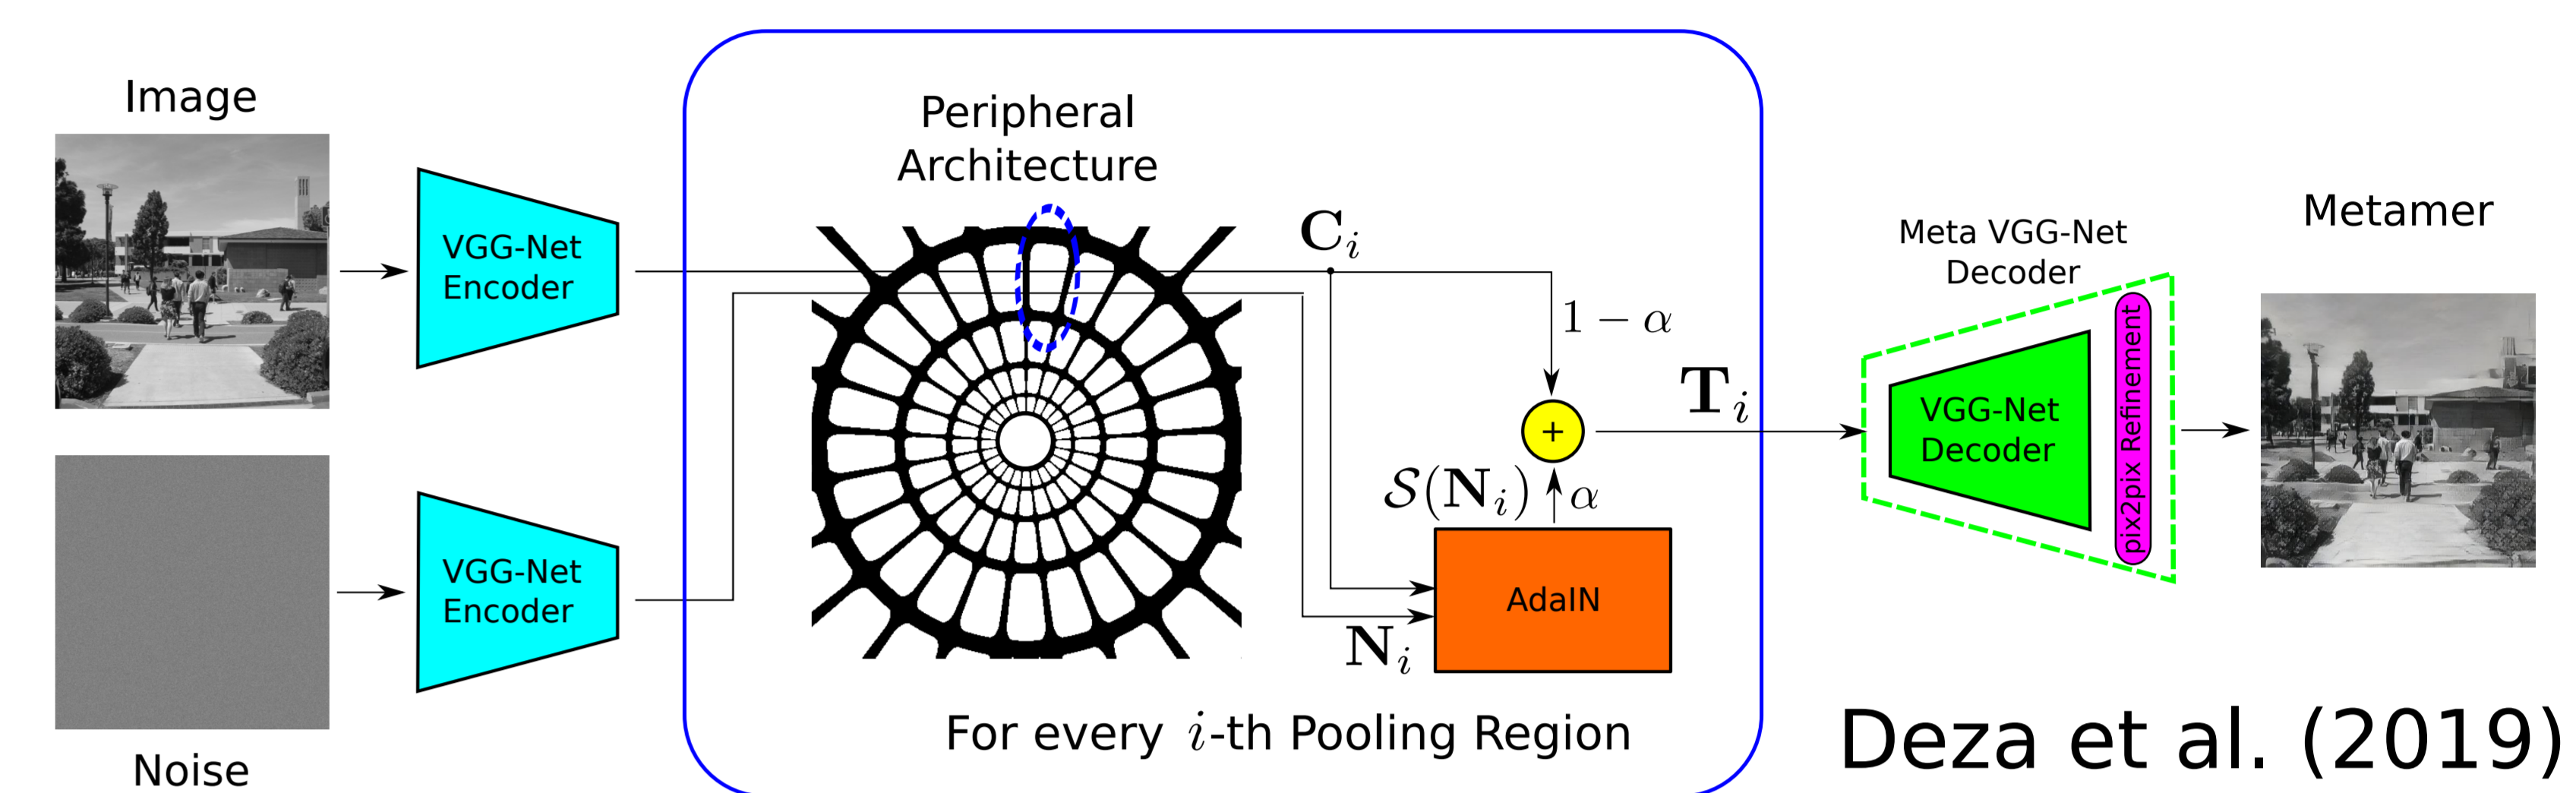 Image
VGG-Net
Encoder
Noise
VGG-Net
Encoder
Peripheral
Architecture
C_i
1 − α
+
T_i
S(N_i)
α
AdaIN
N_i
For every i-th Pooling Region
Meta VGG-Net
Decoder
VGG-Net
Decoder
pix2pix Refinement
Metamer
Deza et al. (2019)